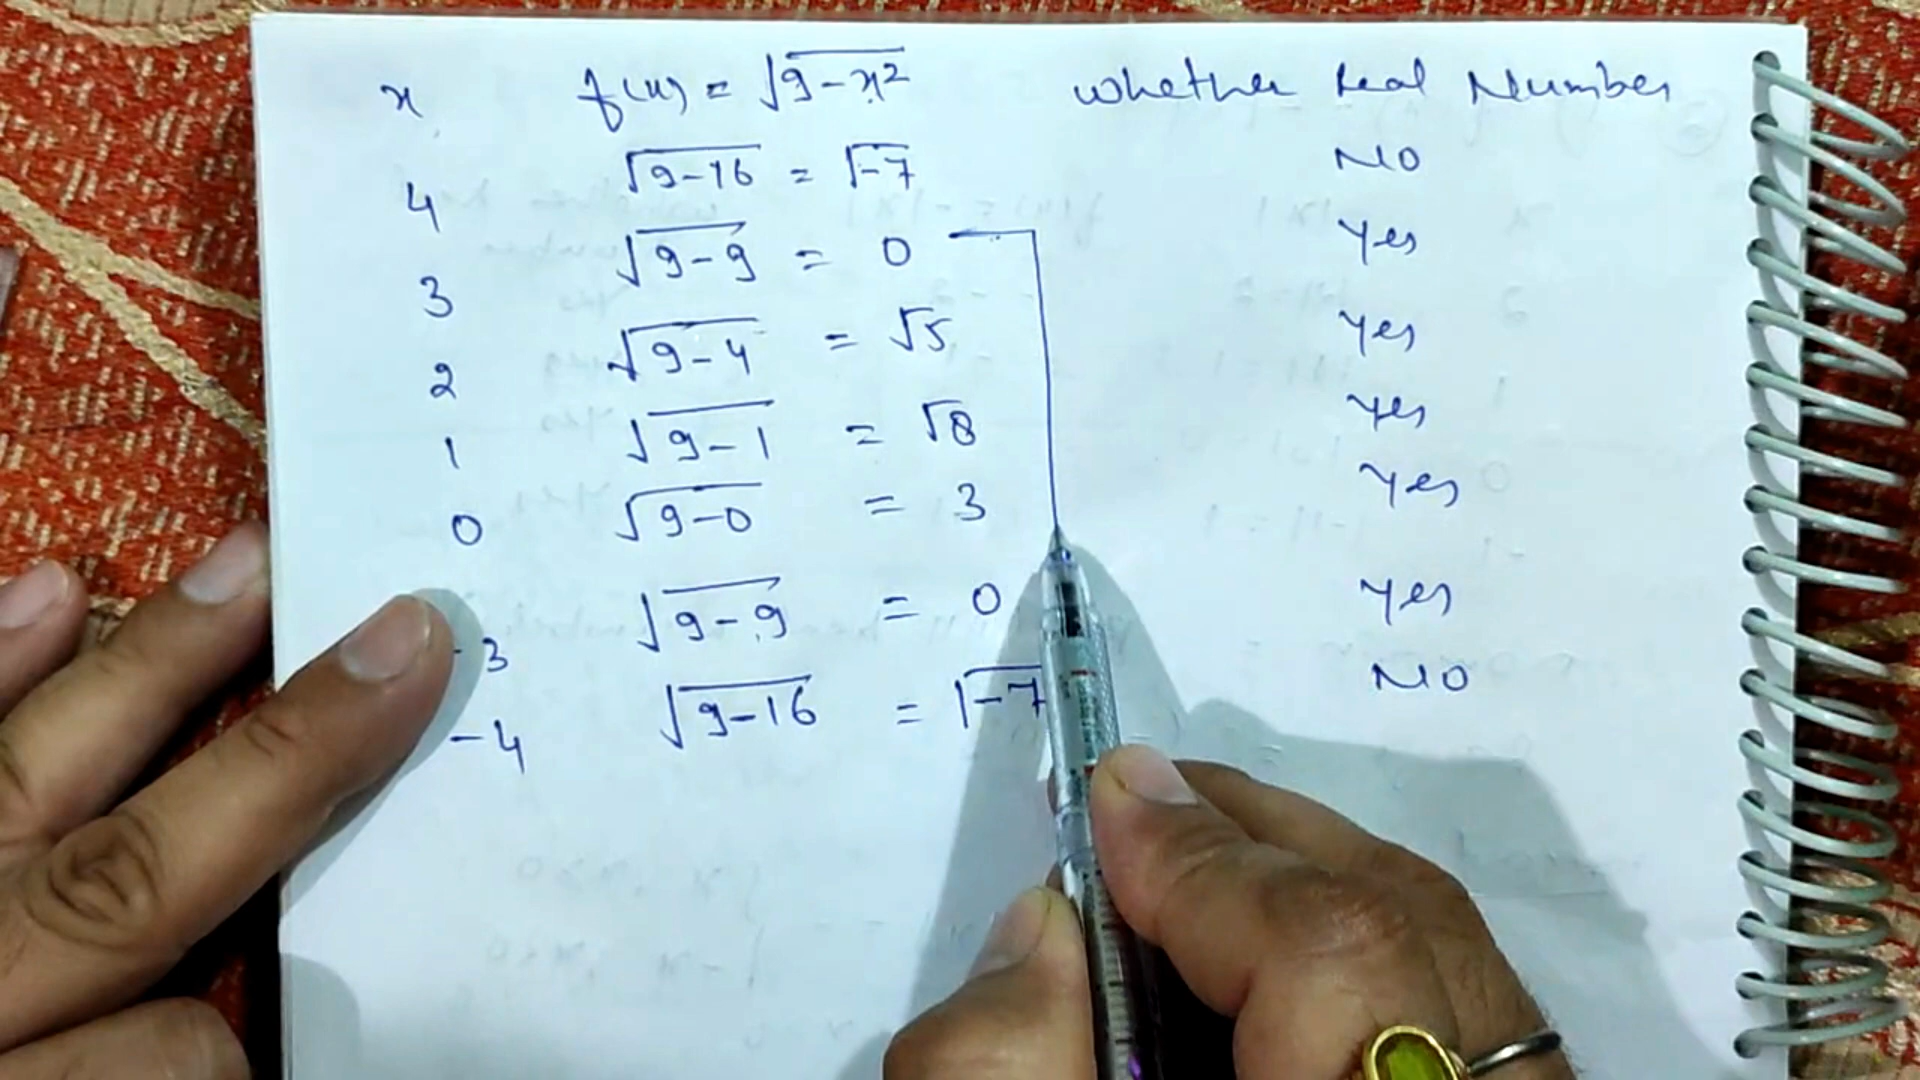 x f(x) = √9-x² whether real Number
4 √9-16 = √-7 NO
3 √9-9 = 0 Yes
2 √9-4 = √5 Yes
1 √9-1 = √8 Yes
0 √9-0 = 3 Yes
-3 √9-9 = 0 Yes
-4 √9-16 = √-7 NO